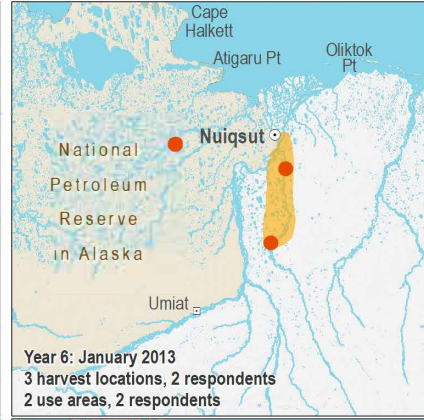 Cape
Halkett
Atigaru Pt
Oliktok
Pt
Nuiqsut
National
Petroleum
Reserve
in Alaska
Umiat
Year 6: January 2013
3 harvest locations, 2 respondents
2 use areas, 2 respondents